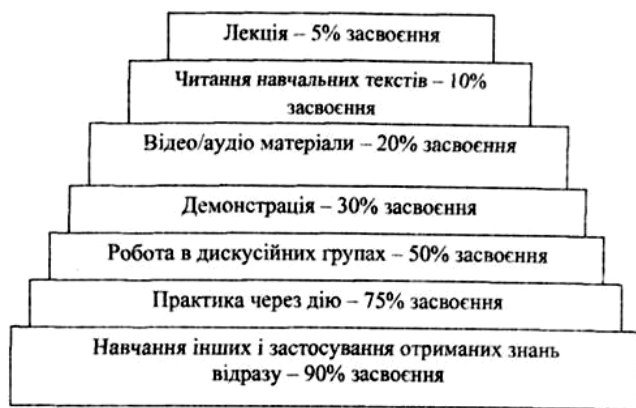 Лекція – 5% засвоєння
Читання навчальних текстів – 10%
засвоєння
Відео/аудіо матеріали – 20% засвоєння
Демонстрація – 30% засвоєння
Робота в дискусійних групах – 50% засвоєння
Практика через дію – 75% засвоєння
Навчання інших і застосування отриманих знань
відразу – 90% засвоєння